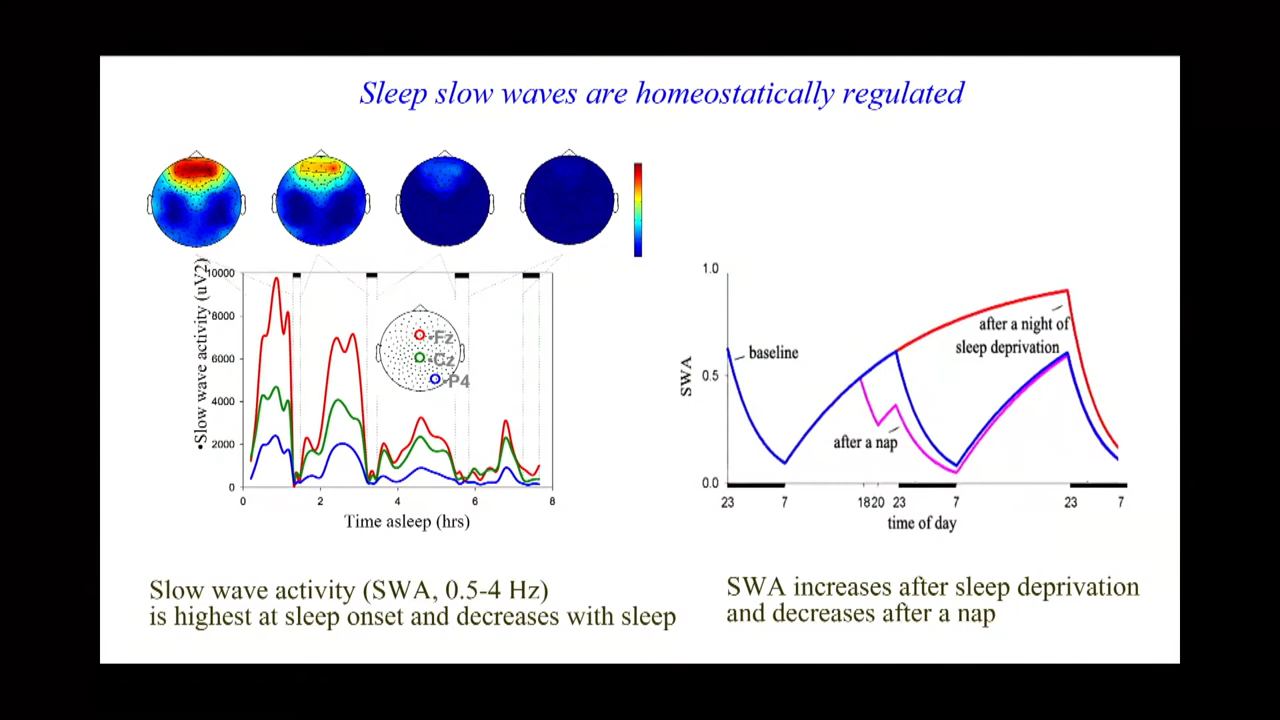 Sleep slow waves are homeostatically regulated
•Slow wave activity (uV2)
10000
8000
6000
4000
2000
0
•Fz
•Cz
•P4
0 2 4 6 8
Time asleep (hrs)
Slow wave activity (SWA, 0.5-4 Hz)
is highest at sleep onset and decreases with sleep
SWA
1.0
0.5
0.0
baseline
after a nap
after a night of
sleep deprivation
23 7 18 20 23 7 23 7
time of day
SWA increases after sleep deprivation
and decreases after a nap